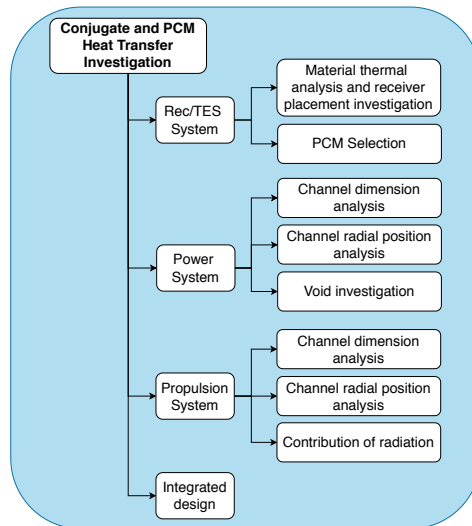 Conjugate and PCM
Heat Transfer
Investigation
Rec/TES
System
Material thermal
analysis and receiver
placement investigation
PCM Selection
Power
System
Channel dimension
analysis
Channel radial position
analysis
Void investigation
Propulsion
System
Channel dimension
analysis
Channel radial position
analysis
Contribution of radiation
Integrated
design